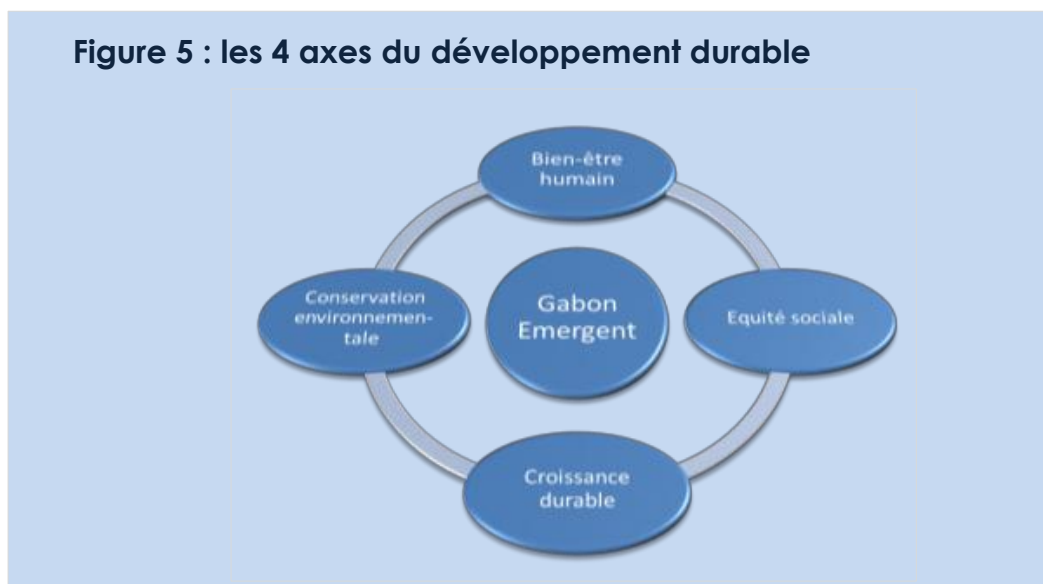 Figure 5 : les 4 axes du développement durable
Bien-être
humain
Conservation
environnemen-
tale
Gabon
Emergent
Equité sociale
Croissance
durable